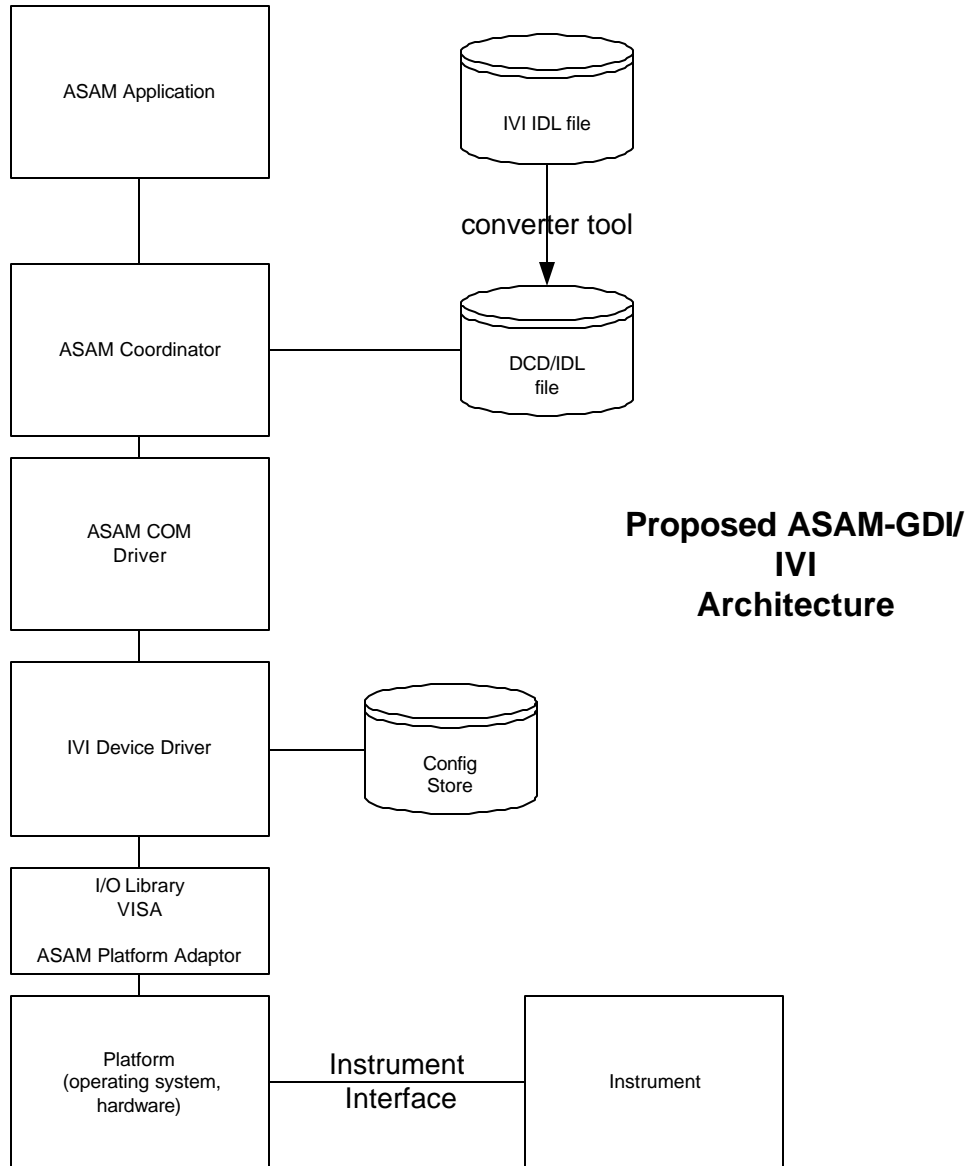 ASAM Application
IVI IDL file
converter tool
ASAM Coordinator
DCD/IDL
file
ASAM COM
Driver
Proposed ASAM-GDI/
IVI
Architecture
IVI Device Driver
Config
Store
I/O Library
VISA
ASAM Platform Adaptor
Platform
(operating system,
hardware)
Instrument
Interface
Instrument